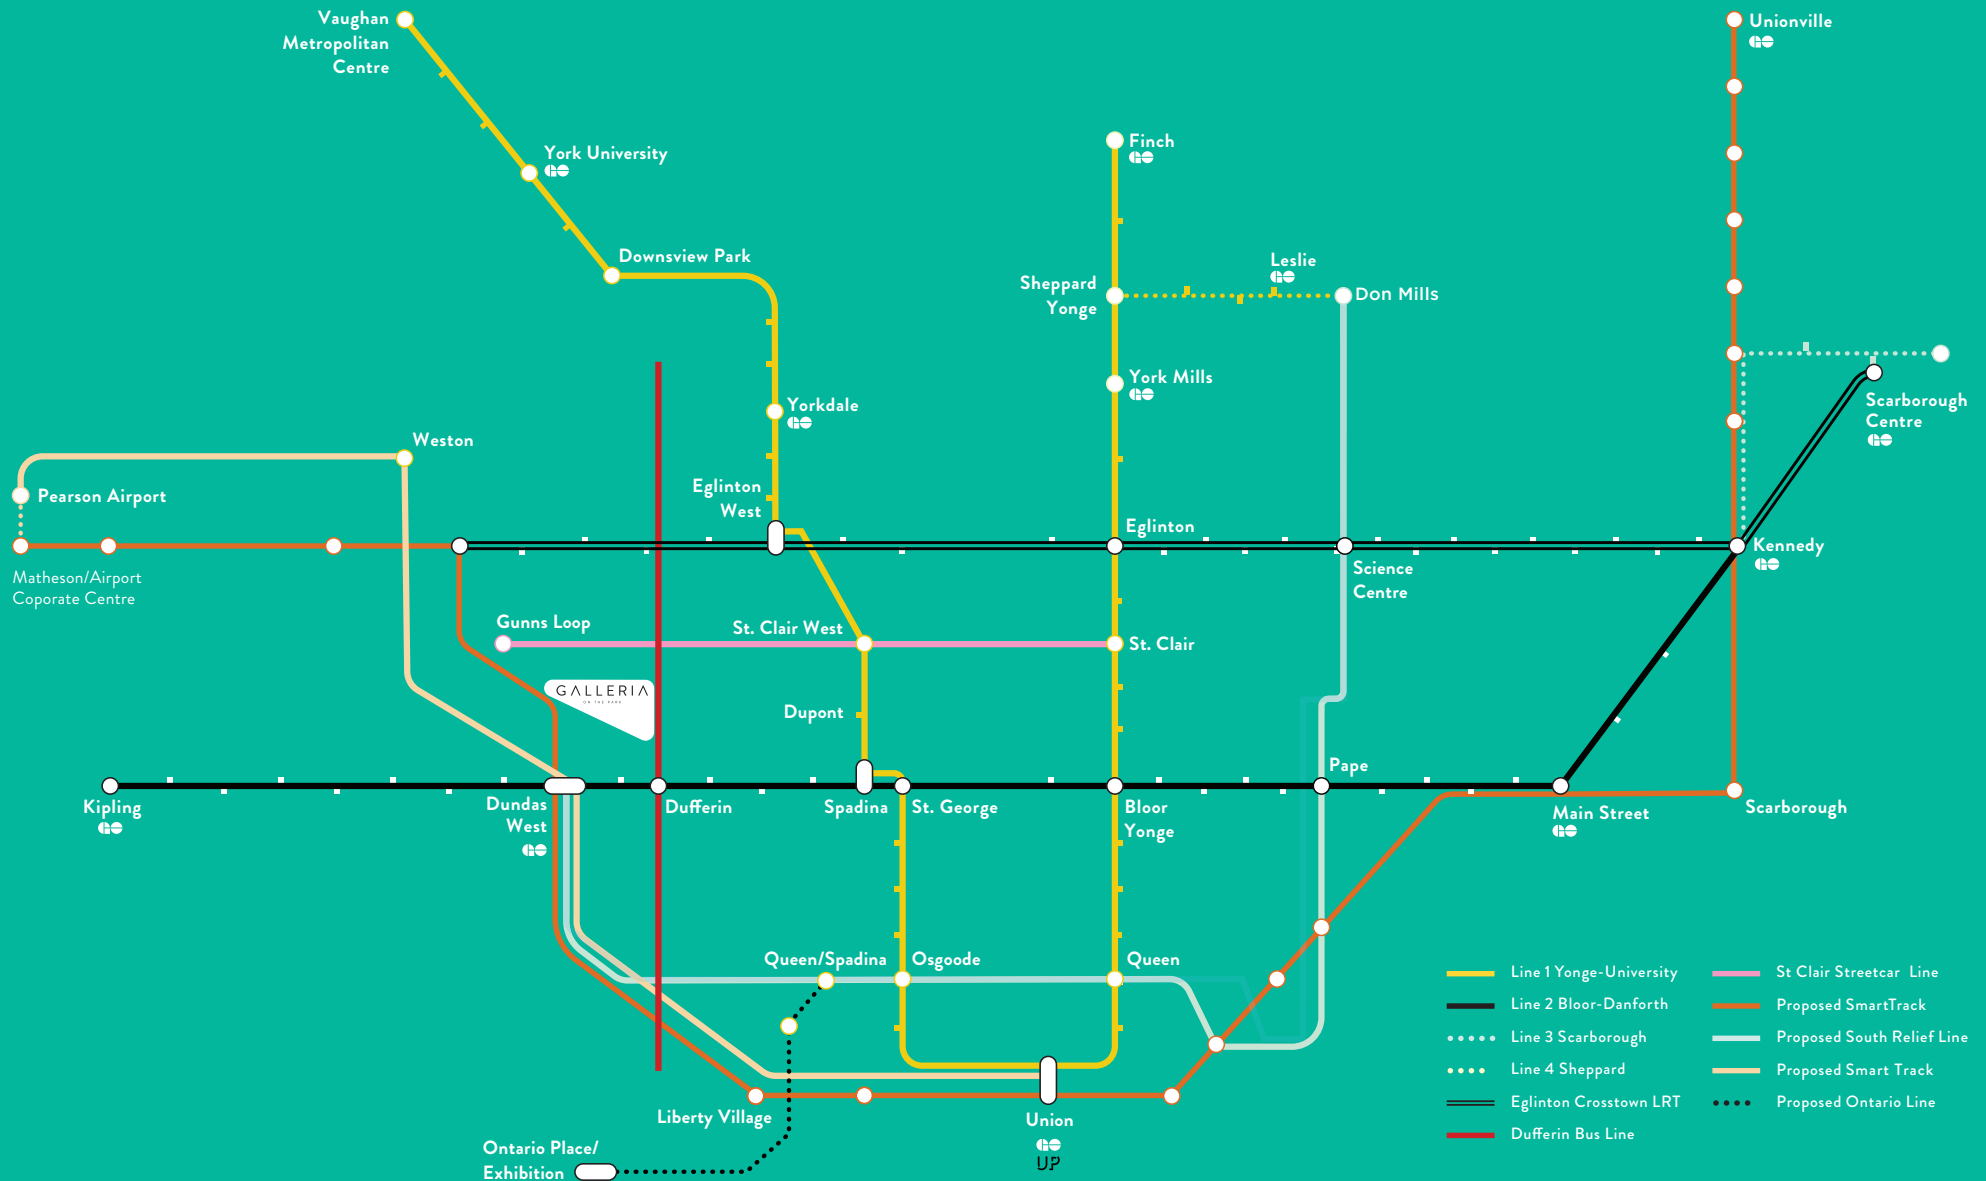 Vaughan
Metropolitan
Centre
Unionville
York University
Finch
Downsview Park
Leslie
Sheppard
Yonge
Don Mills
York Mills
Yorkdale
Scarborough
Centre
Weston
Pearson Airport
Eglinton
West
Eglinton
Kennedy
Matheson/Airport
Coporate Centre
Science
Centre
Gunns Loop
St. Clair West
St. Clair
GALLERIA
ON THE PARK
Dupont
Pape
Kipling
Dundas
West
Dufferin
Spadina
St. George
Bloor
Yonge
Main Street
Scarborough
Queen/Spadina
Osgoode
Queen
Liberty Village
Union
UP
Ontario Place/
Exhibition
Line 1 Yonge-University
Line 2 Bloor-Danforth
Line 3 Scarborough
Line 4 Sheppard
Eglinton Crosstown LRT
Dufferin Bus Line
St Clair Streetcar Line
Proposed SmartTrack
Proposed South Relief Line
Proposed Smart Track
Proposed Ontario Line